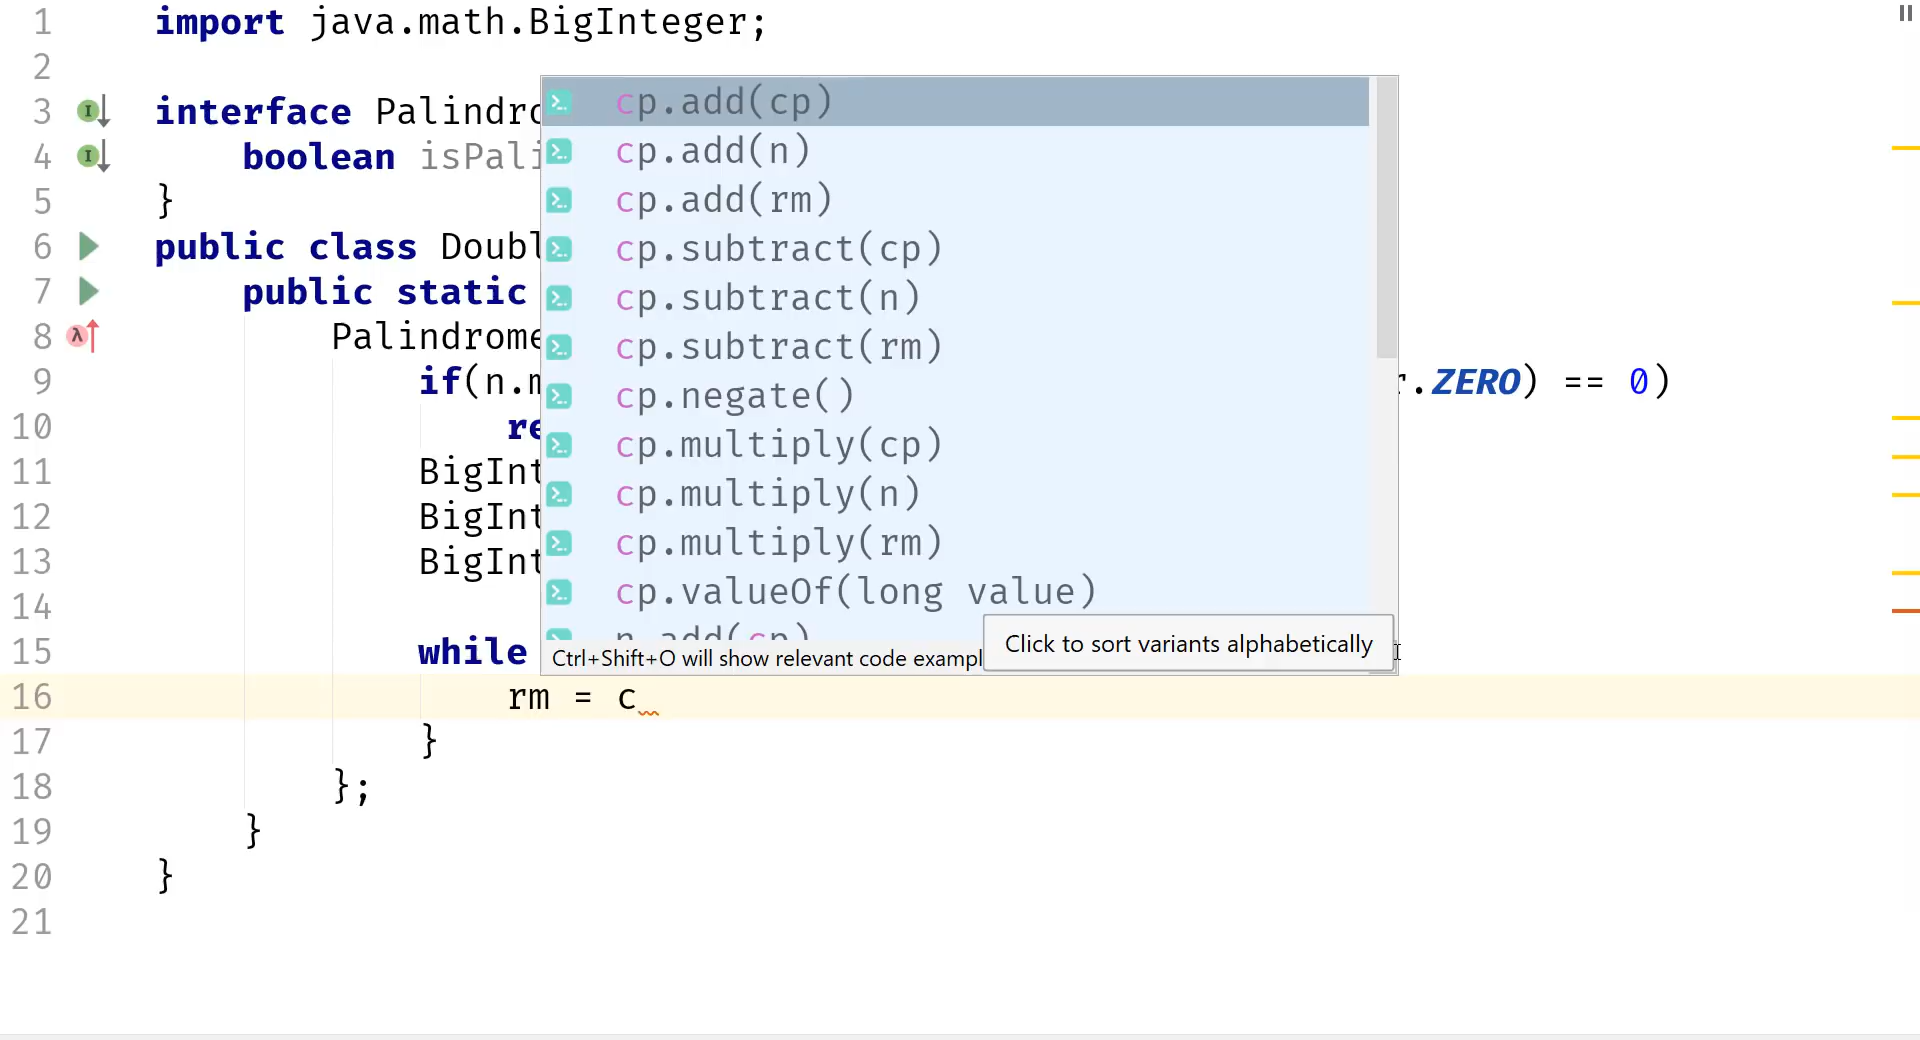 1 import java.math.BigInteger;
2
3 interface Palindro
4 boolean isPali
5 }
6 public class Doubl
7 public static
8 Palindrome
9 if(n.m r.ZERO) == 0)
10 re
11 BigInt
12 BigInt
13 BigInt
14
15 while
16 rm = c
17 }
18 };
19 }
20 }
21
cp.add(cp)
cp.add(n)
cp.add(rm)
cp.subtract(cp)
cp.subtract(n)
cp.subtract(rm)
cp.negate()
cp.multiply(cp)
cp.multiply(n)
cp.multiply(rm)
cp.valueOf(long value)
n.add(cp)
Ctrl+Shift+O will show relevant code exampl
Click to sort variants alphabetically